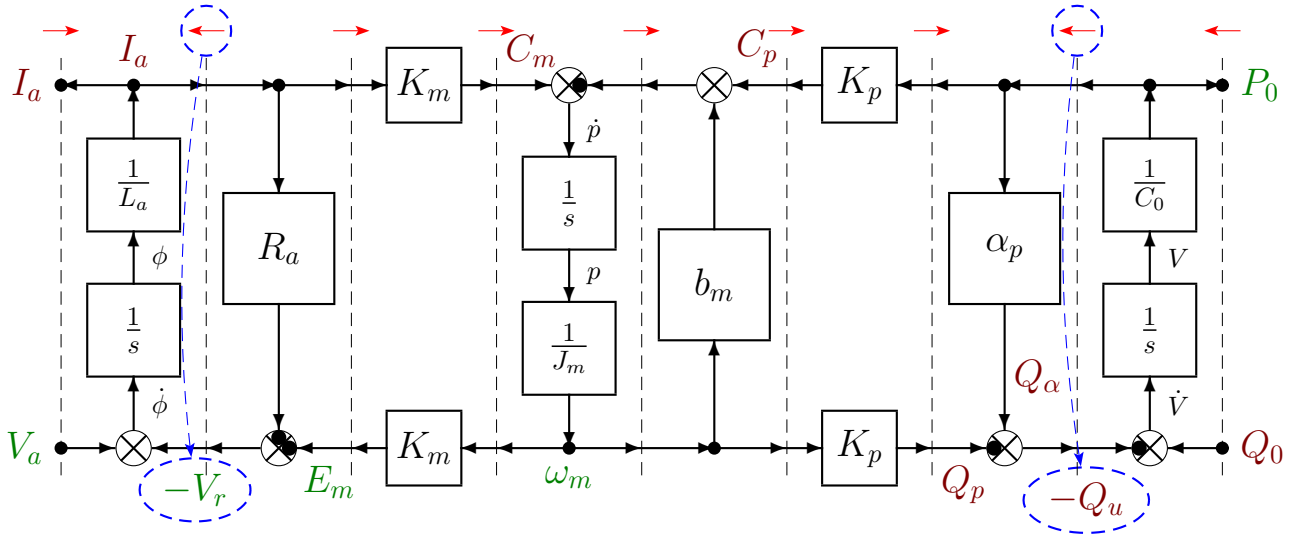 I_a C_m C_p
I_a K_m K_p P_0
ṗ
1/L_a 1/s 1/C_0
R_a α_p
ϕ p b_m V
1/s 1/J_m 1/s
ϕ̇ Q_α V̇
V_a K_m K_p Q_0
−V_r E_m ω_m Q_p −Q_u